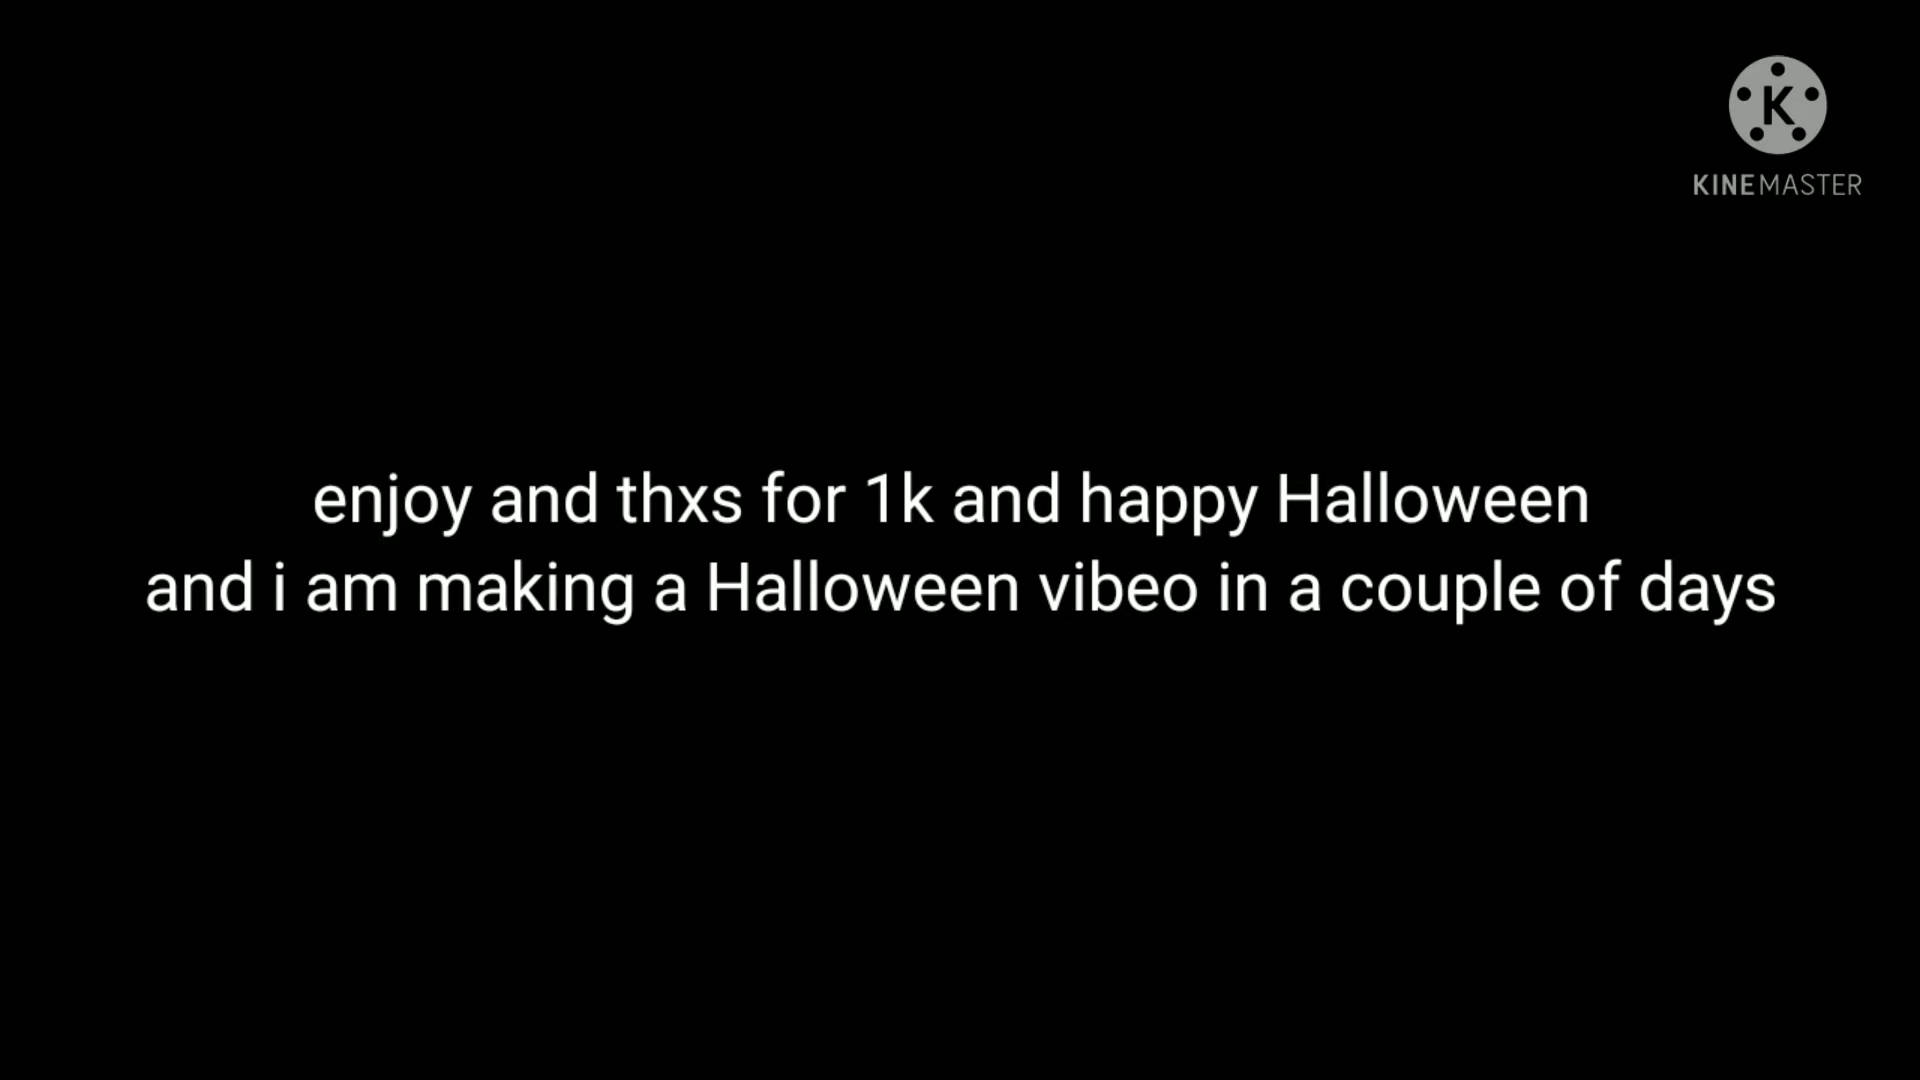 K
KINEMASTER
enjoy and thxs for 1k and happy Halloween
and i am making a Halloween vibeo in a couple of days